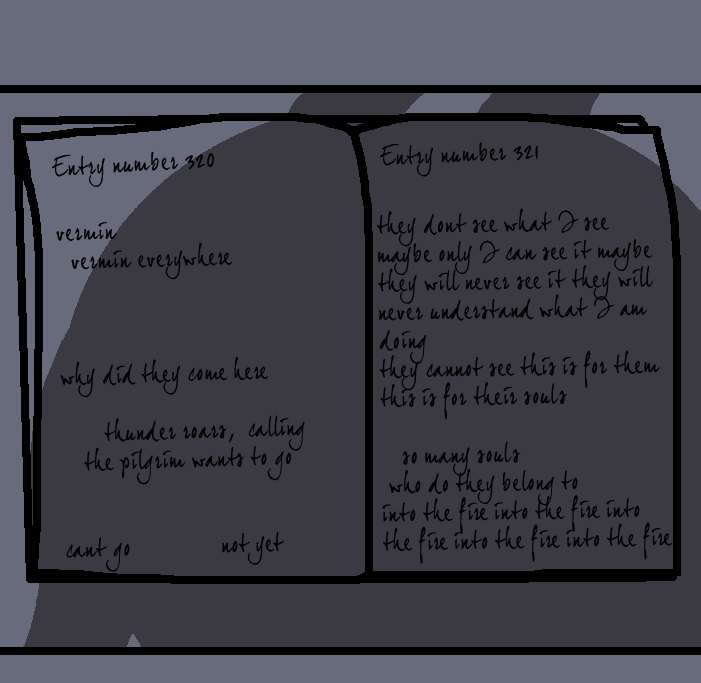 Entry number 320
vermin
vermin everywhere
why did they come here
thunder roars, calling
the pilgrim wants to go
cant go not yet
Entry number 321
they dont see what I see
maybe only I can see it maybe
they will never see it they will
never understand what I am
doing
they cannot see this is for them
this is for their souls
so many souls
who do they belong to
into the fire into the fire into
the fire into the fire into the fire